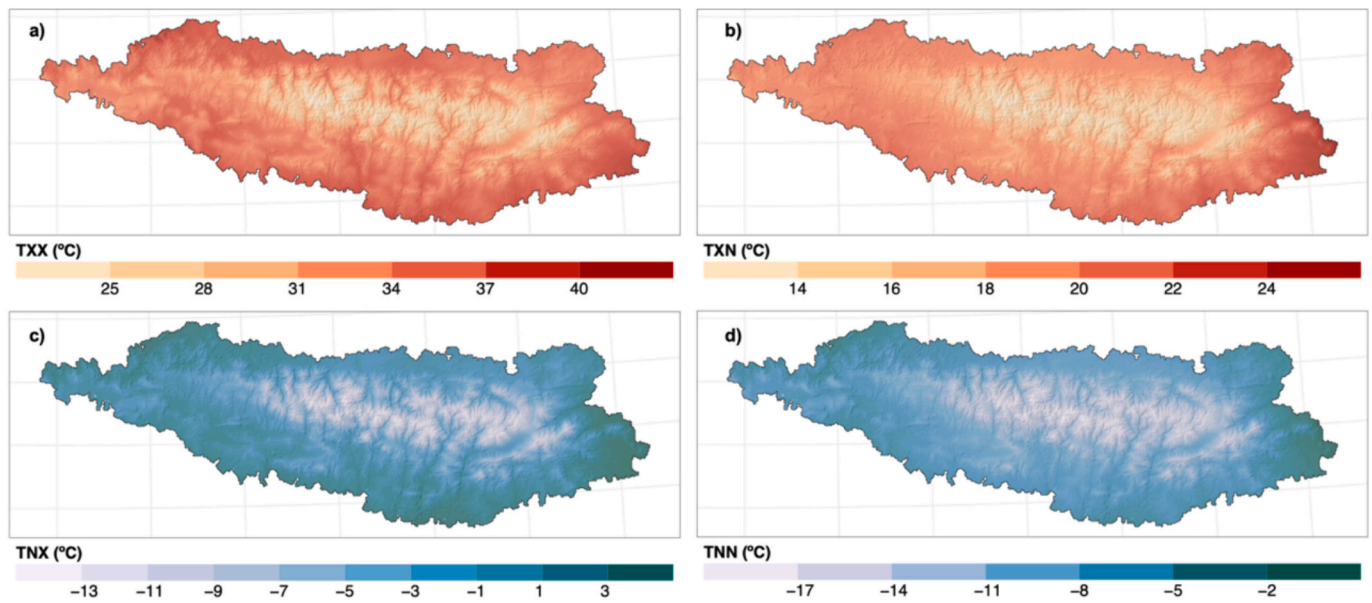 a)
b)
TXX (ºC)
25 28 31 34 37 40
TXN (ºC)
14 16 18 20 22 24
c)
d)
TNX (ºC)
−13 −11 −9 −7 −5 −3 −1 1 3
TNN (ºC)
−17 −14 −11 −8 −5 −2